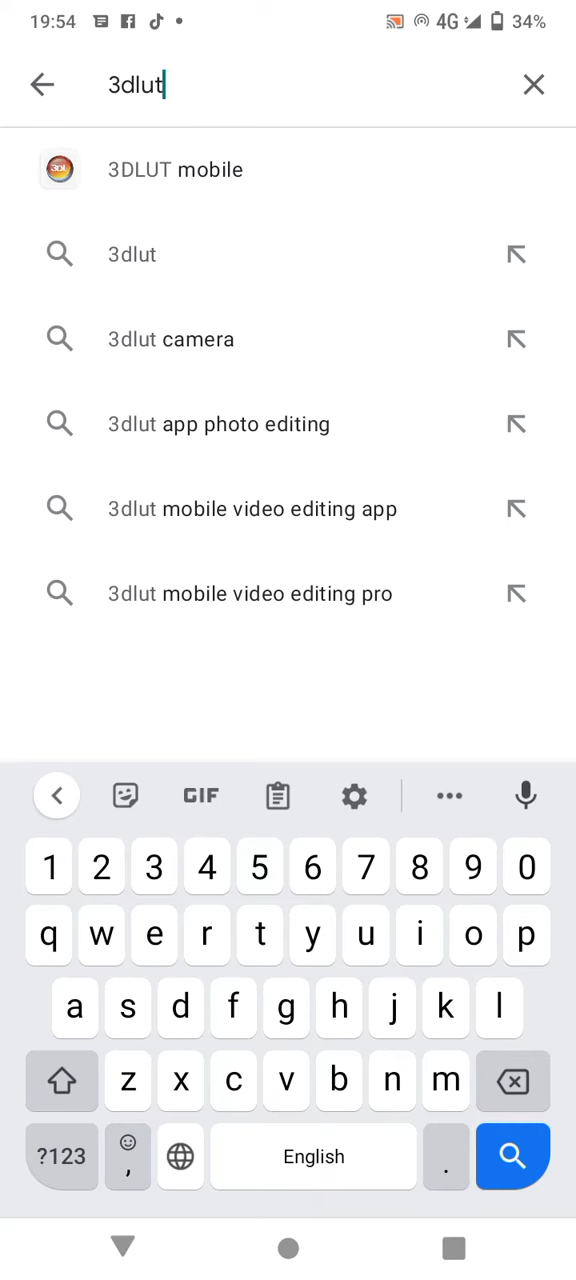 19:54 4G 34%
3dlut
3DLUT mobile
3dlut
3dlut camera
3dlut app photo editing
3dlut mobile video editing app
3dlut mobile video editing pro
GIF
1 2 3 4 5 6 7 8 9 0
q w e r t y u i o p
a s d f g h j k l
z x c v b n m
?123 , English .